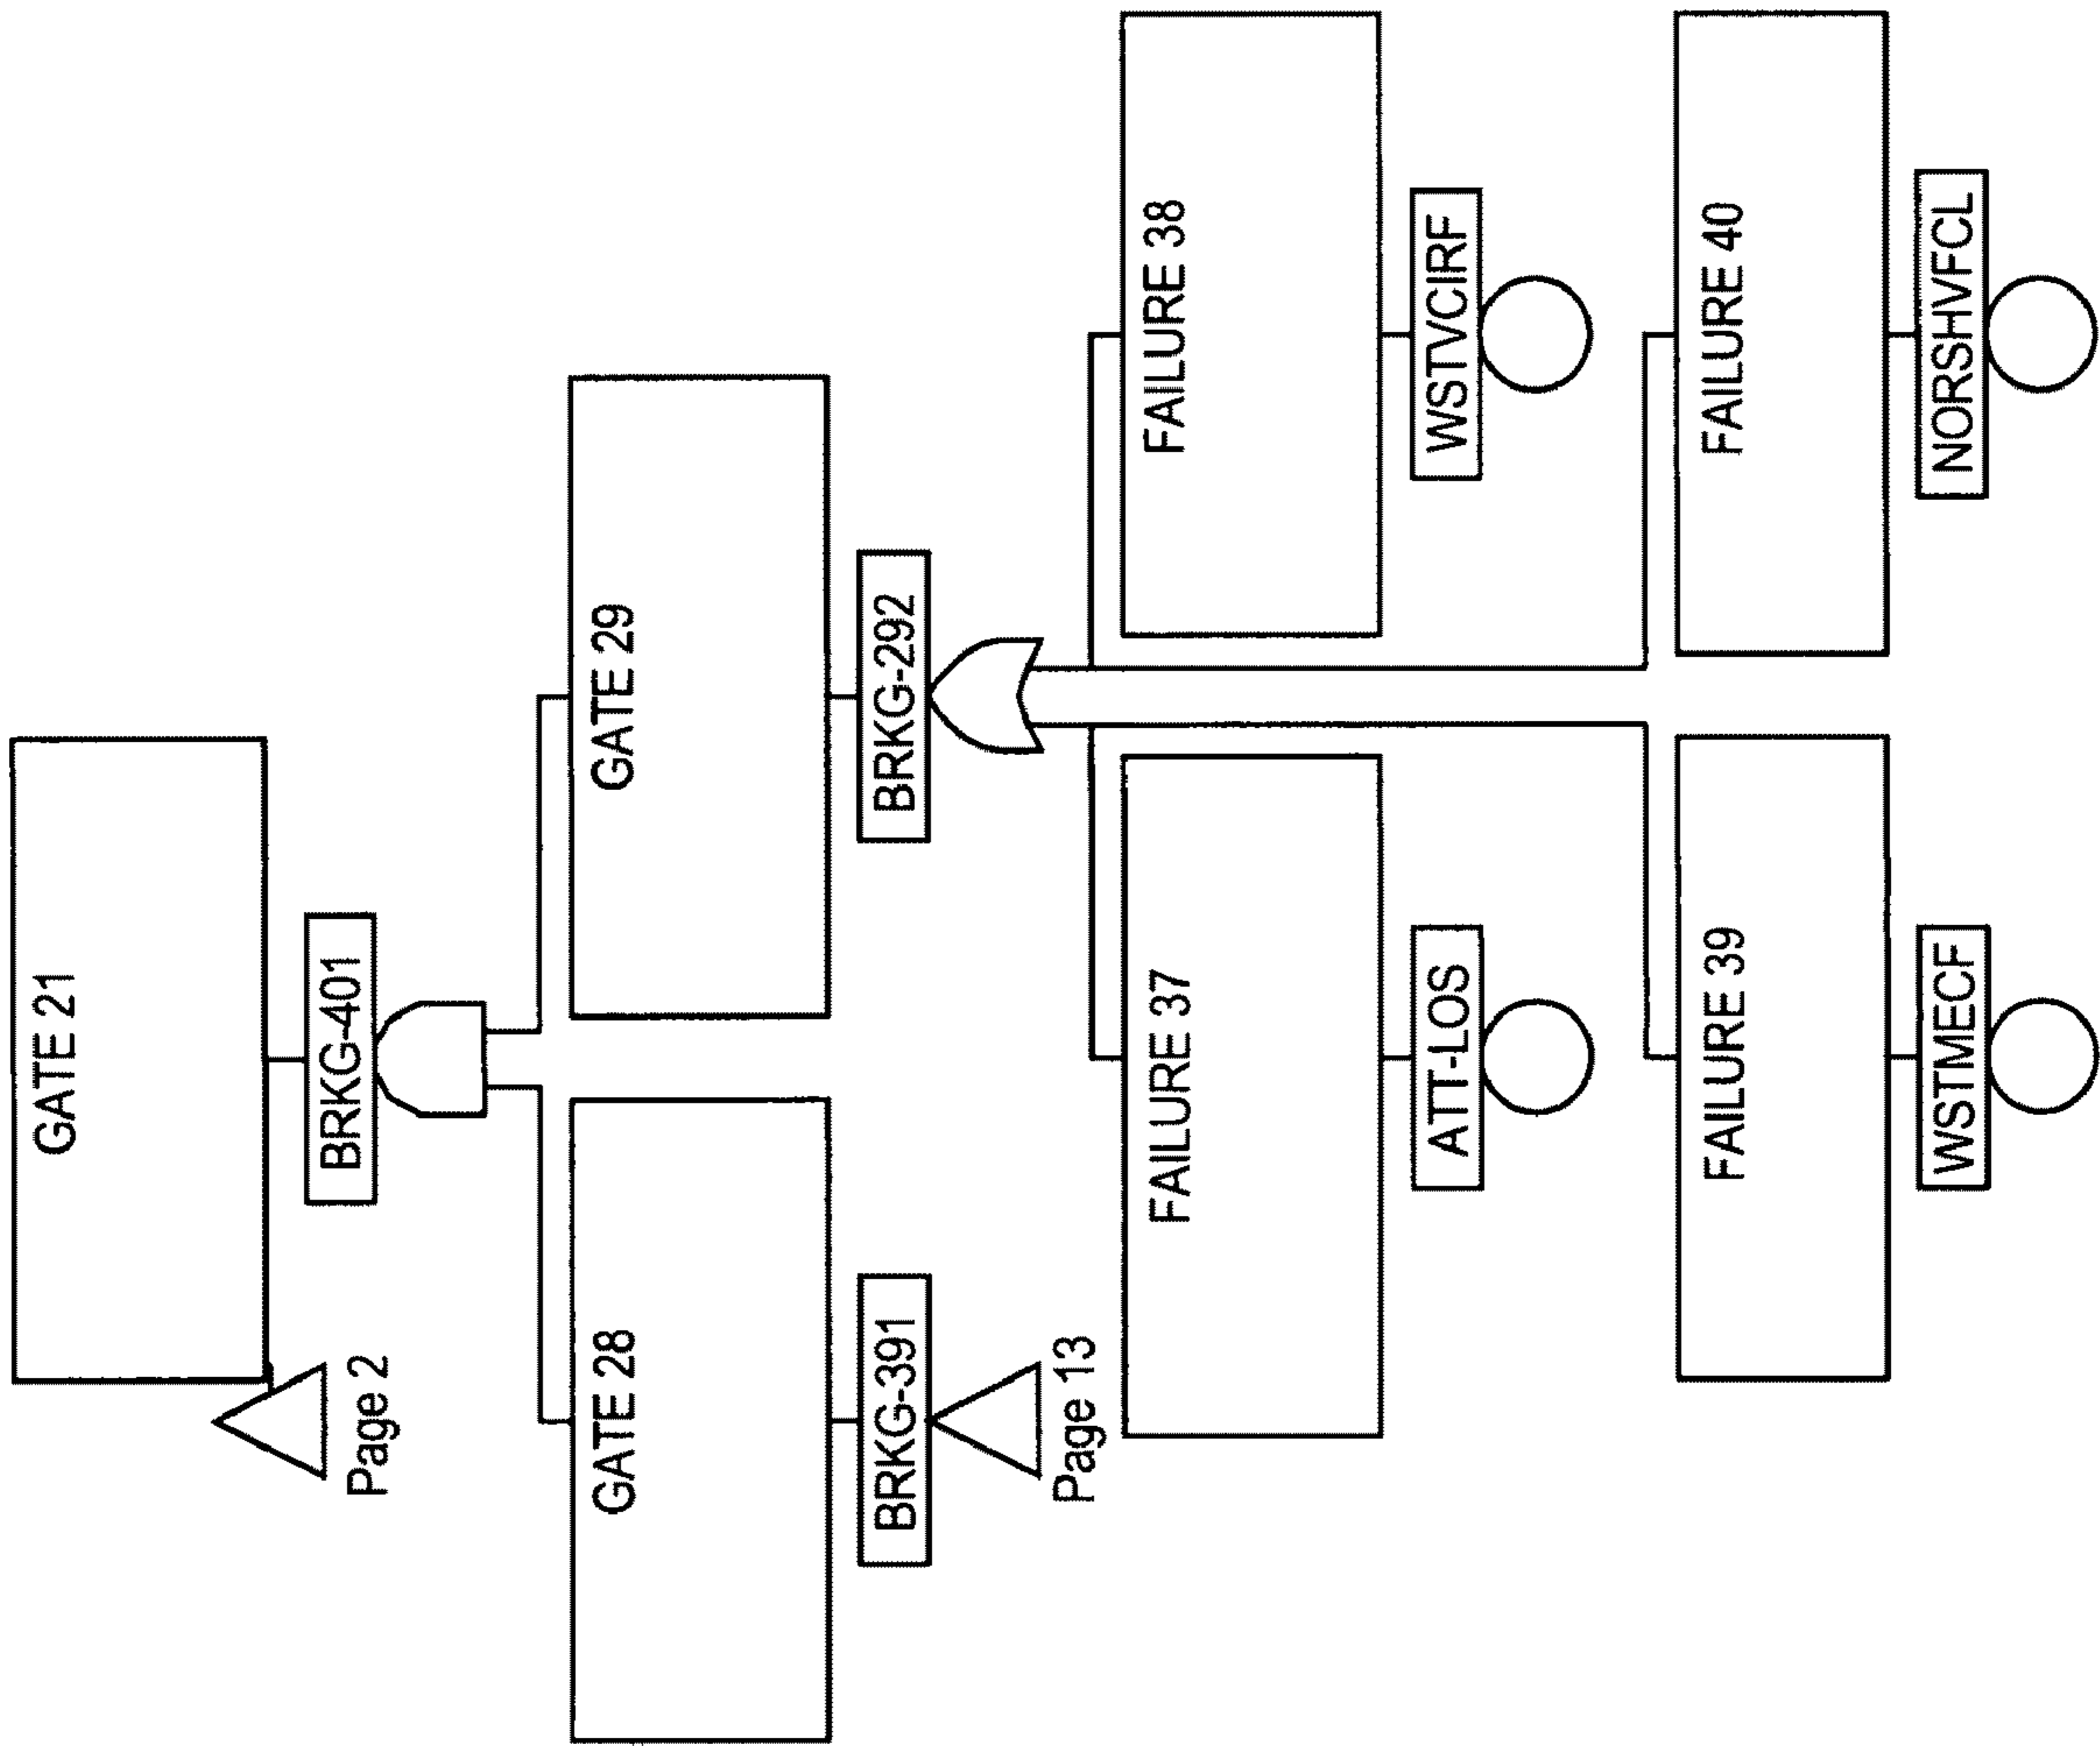 GATE 21
BRKG-401
Page 2
GATE 28
BRKG-391
Page 13
GATE 29
BRKG-292
FAILURE 37
ATT-LOS
FAILURE 38
WSTVCIRF
FAILURE 39
WSTMECF
FAILURE 40
NORSHVFCL